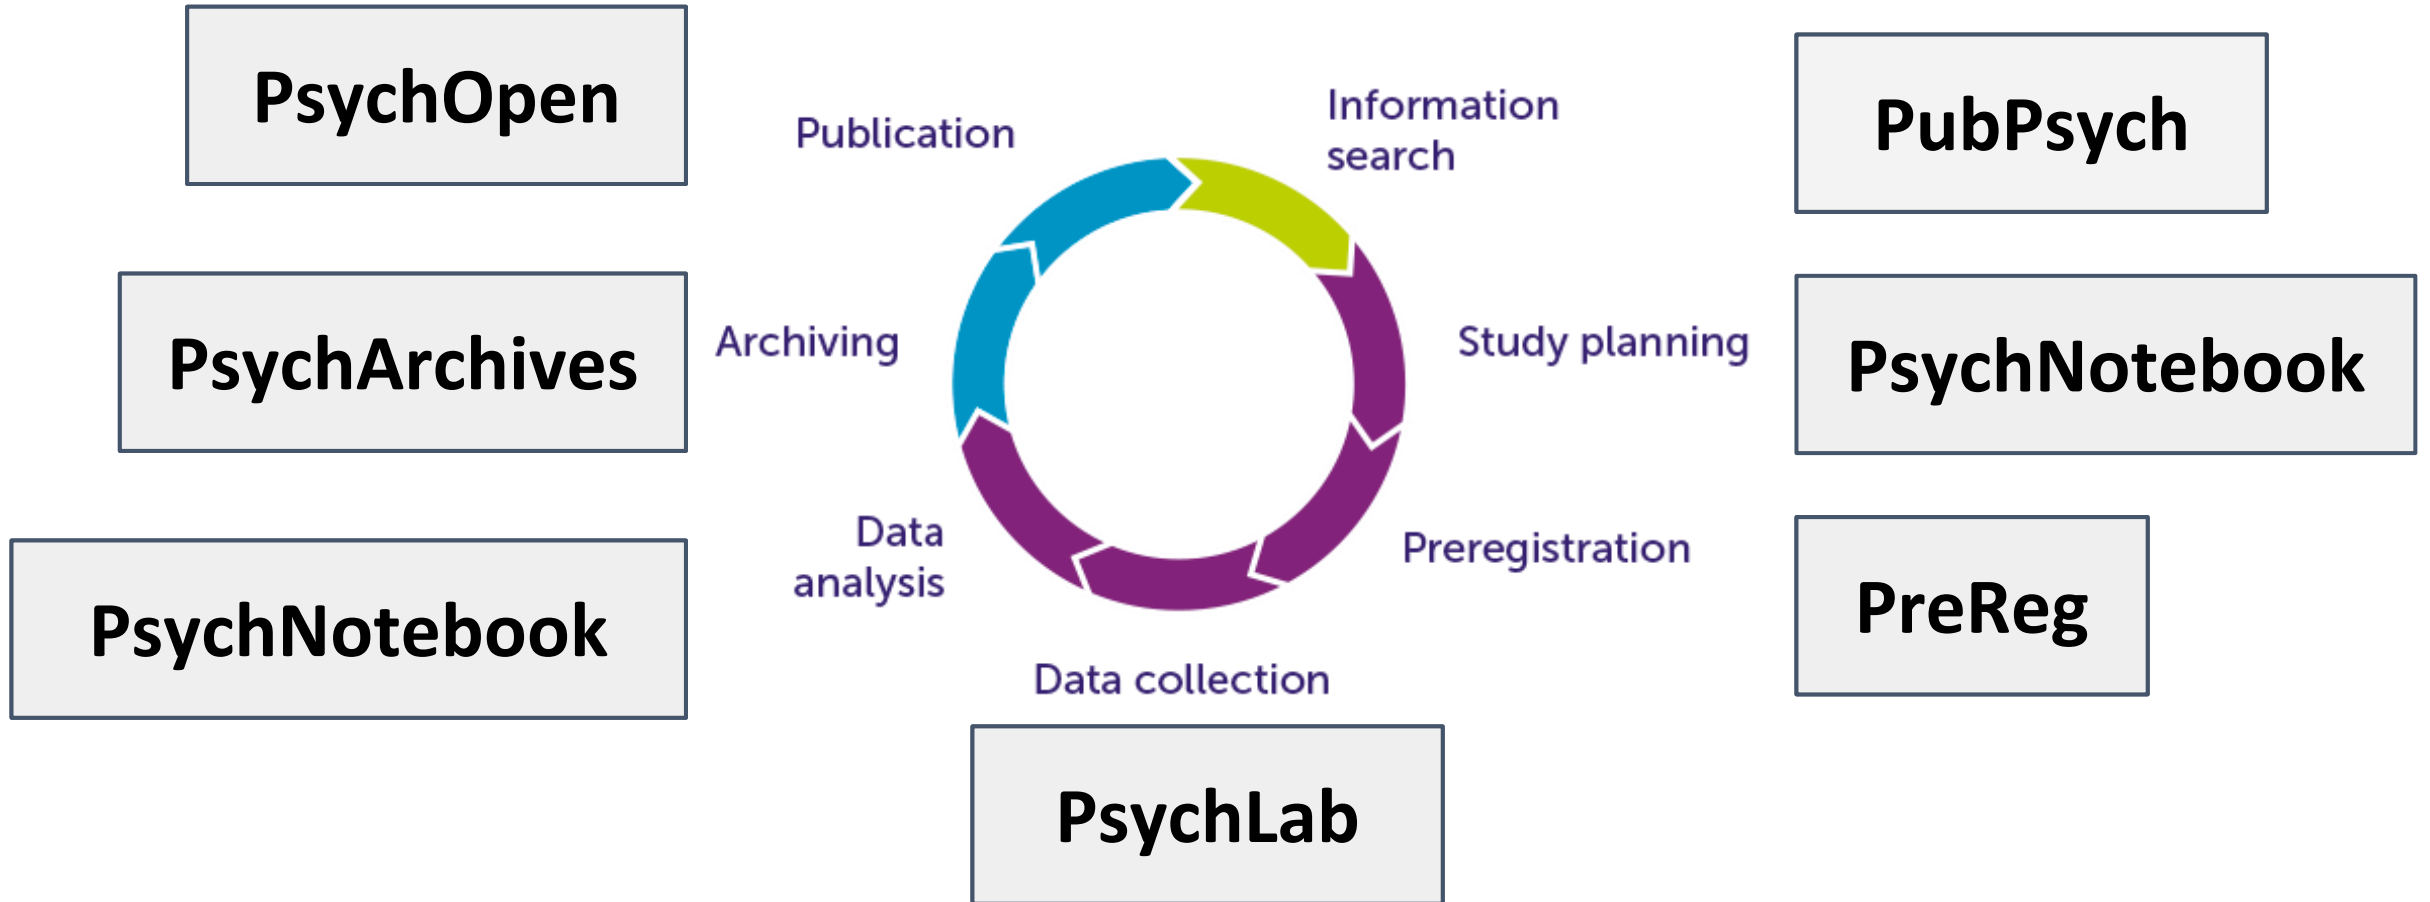 PsychOpen
Publication
Information
search
PubPsych
PsychArchives
Archiving
Study planning
PsychNotebook
Data
analysis
PsychNotebook
Preregistration
PreReg
Data collection
PsychLab